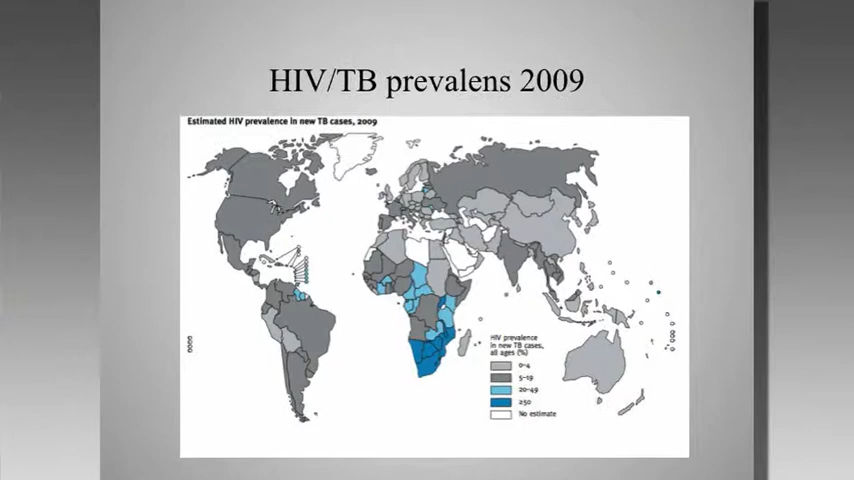 HIV/TB prevalens 2009
Estimated HIV prevalence in new TB cases, 2009
HIV prevalence
in new TB cases,
all ages (%)
0–4
5–19
20–49
≥50
No estimate